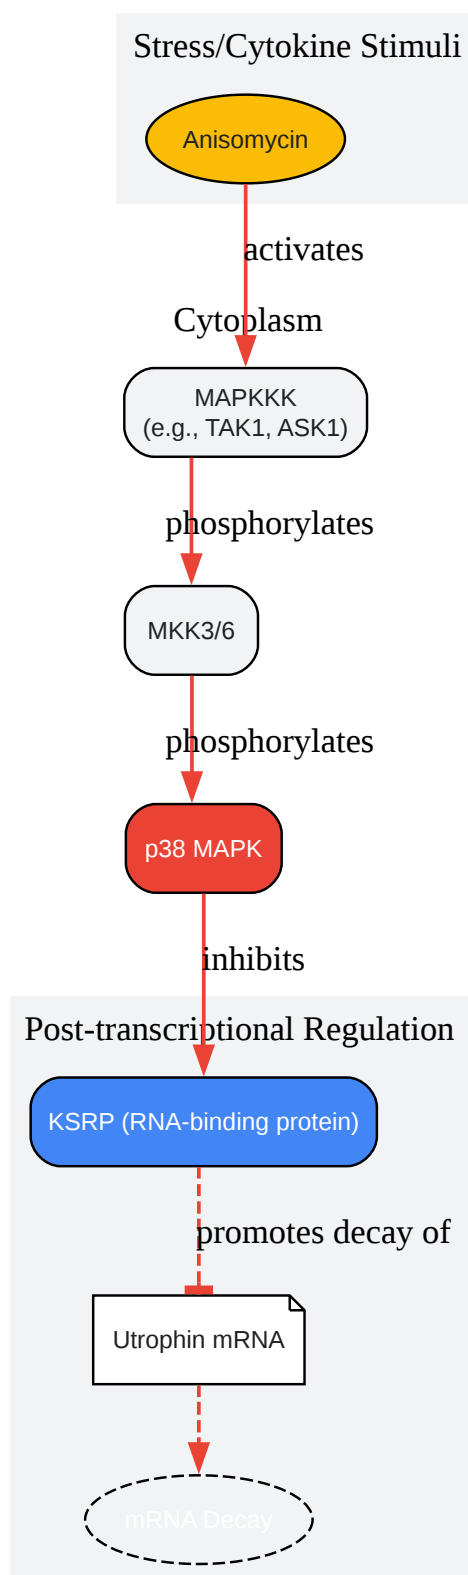 Stress/Cytokine Stimuli
Anisomycin
activates
Cytoplasm
MAPKKK
(e.g., TAK1, ASK1)
phosphorylates
MKK3/6
phosphorylates
p38 MAPK
inhibits
Post-transcriptional Regulation
KSRP (RNA-binding protein)
promotes decay of
Utrophin mRNA
mRNA Decay